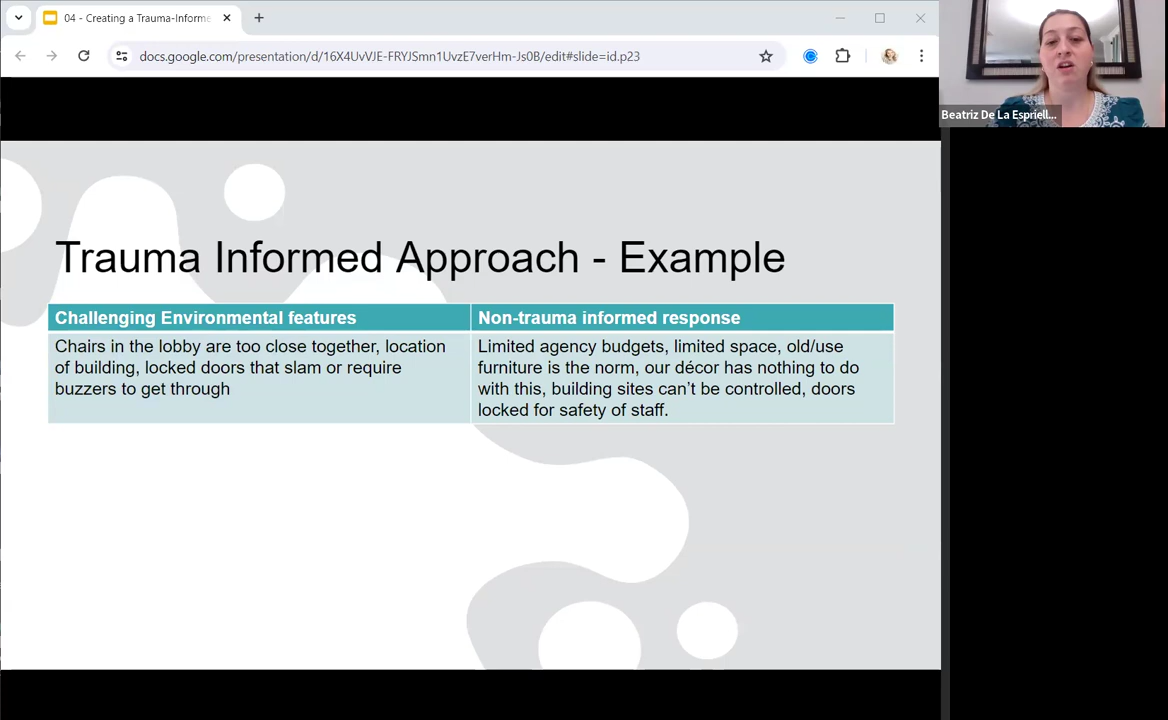 04 - Creating a Trauma-Informe
docs.google.com/presentation/d/16X4UvVlE-FRYJSmn1UvzE7verHm-Js0B/edit#slide=id.p23
Beatriz De La Espriell...
Trauma Informed Approach - Example
Challenging Environmental features
Chairs in the lobby are too close together, location
of building, locked doors that slam or require
buzzers to get through
Non-trauma informed response
Limited agency budgets, limited space, old/use
furniture is the norm, our décor has nothing to do
with this, building sites can’t be controlled, doors
locked for safety of staff.